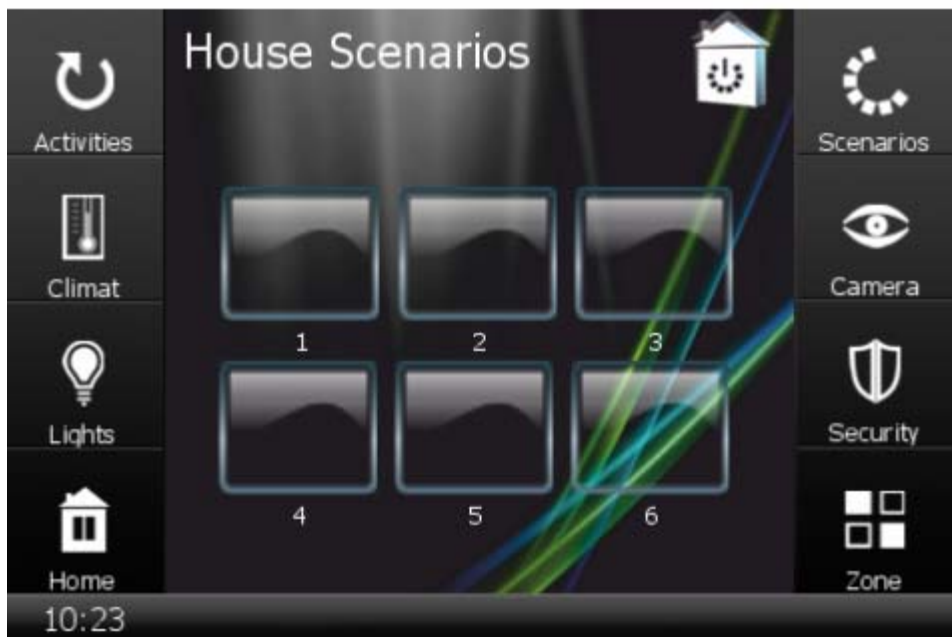 House Scenarios
Activities
Climat
Lights
Home
1 2 3
4 5 6
Scenarios
Camera
Security
Zone
10:23